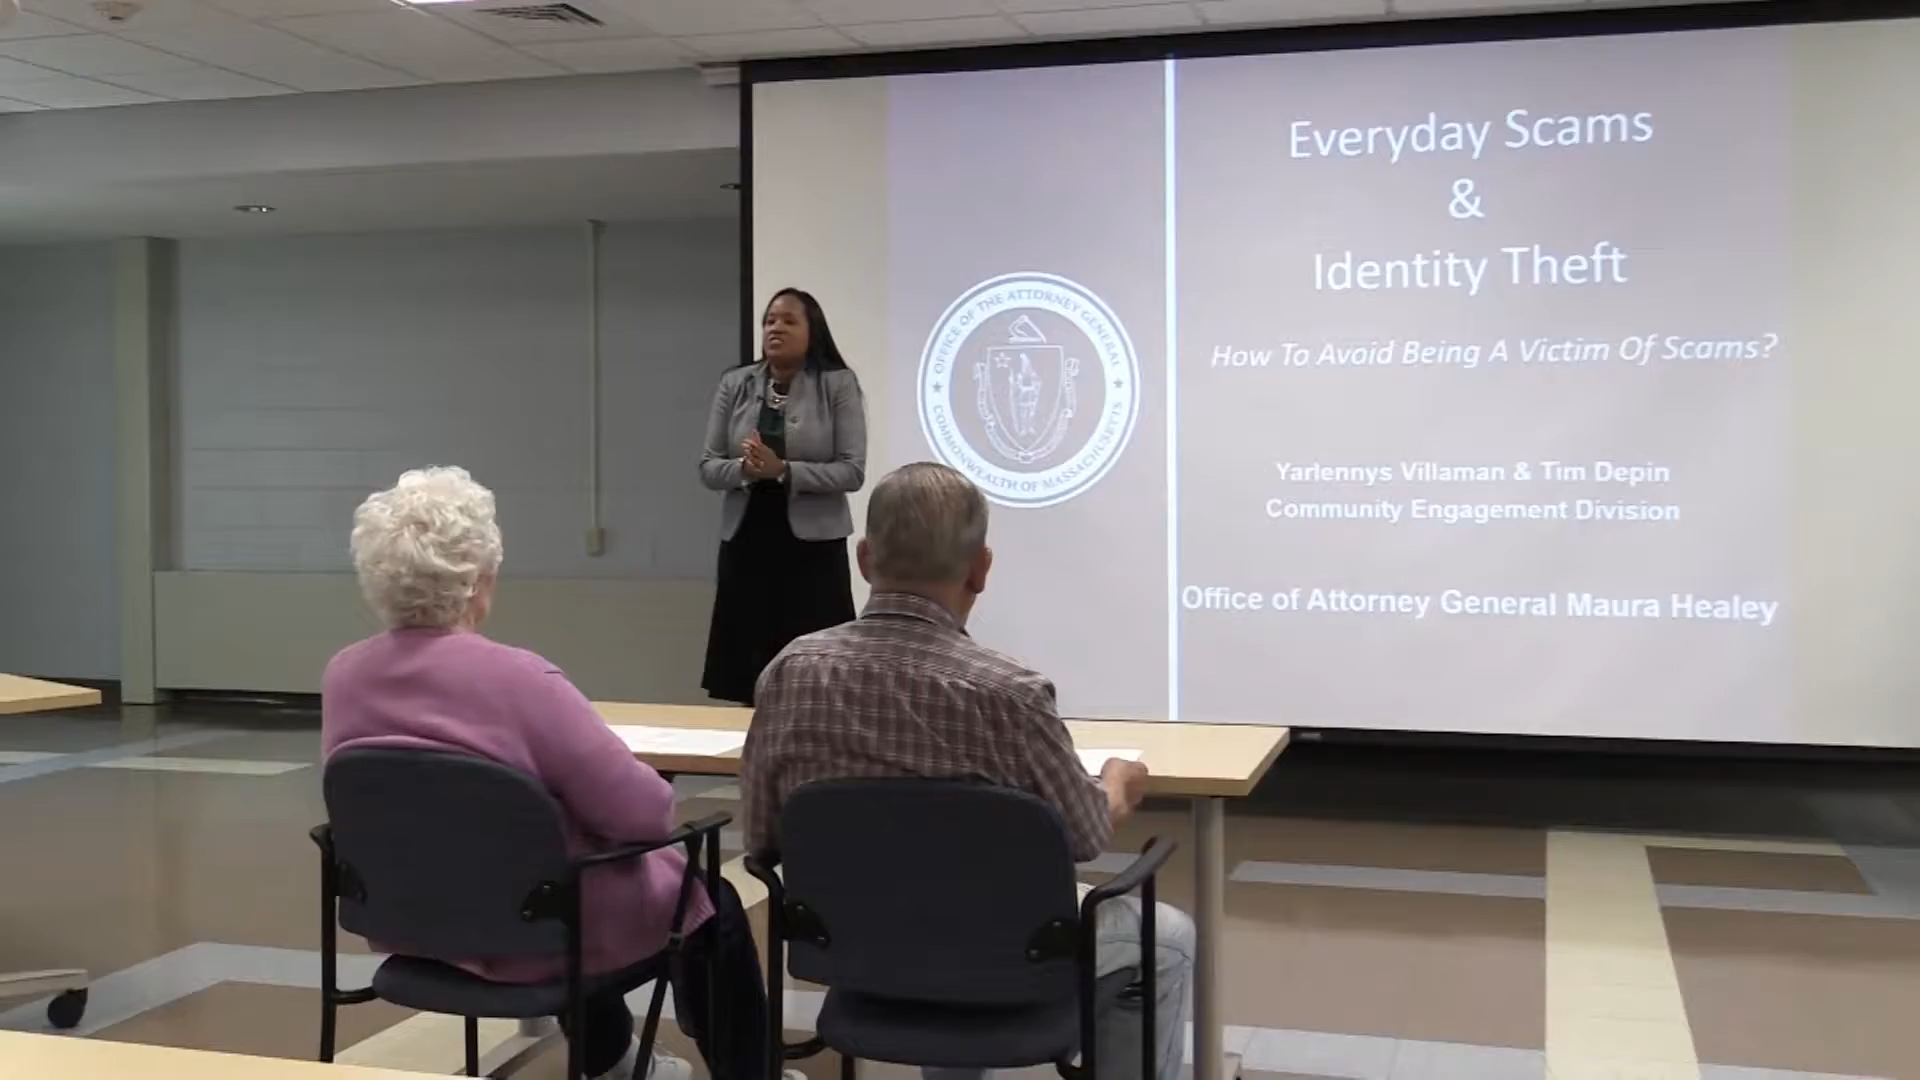 Everyday Scams
&
Identity Theft
How To Avoid Being A Victim Of Scams?
Yarlennys Villaman & Tim Depin
Community Engagement Division
Office of Attorney General Maura Healey
OFFICE OF THE ATTORNEY GENERAL
COMMONWEALTH OF MASSACHUSETTS